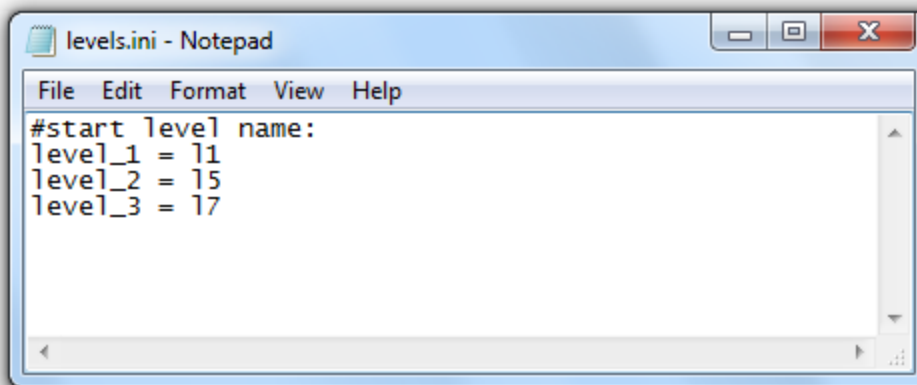 levels.ini - Notepad
File Edit Format View Help
#start level name:
level_1 = l1
level_2 = l5
level_3 = l7